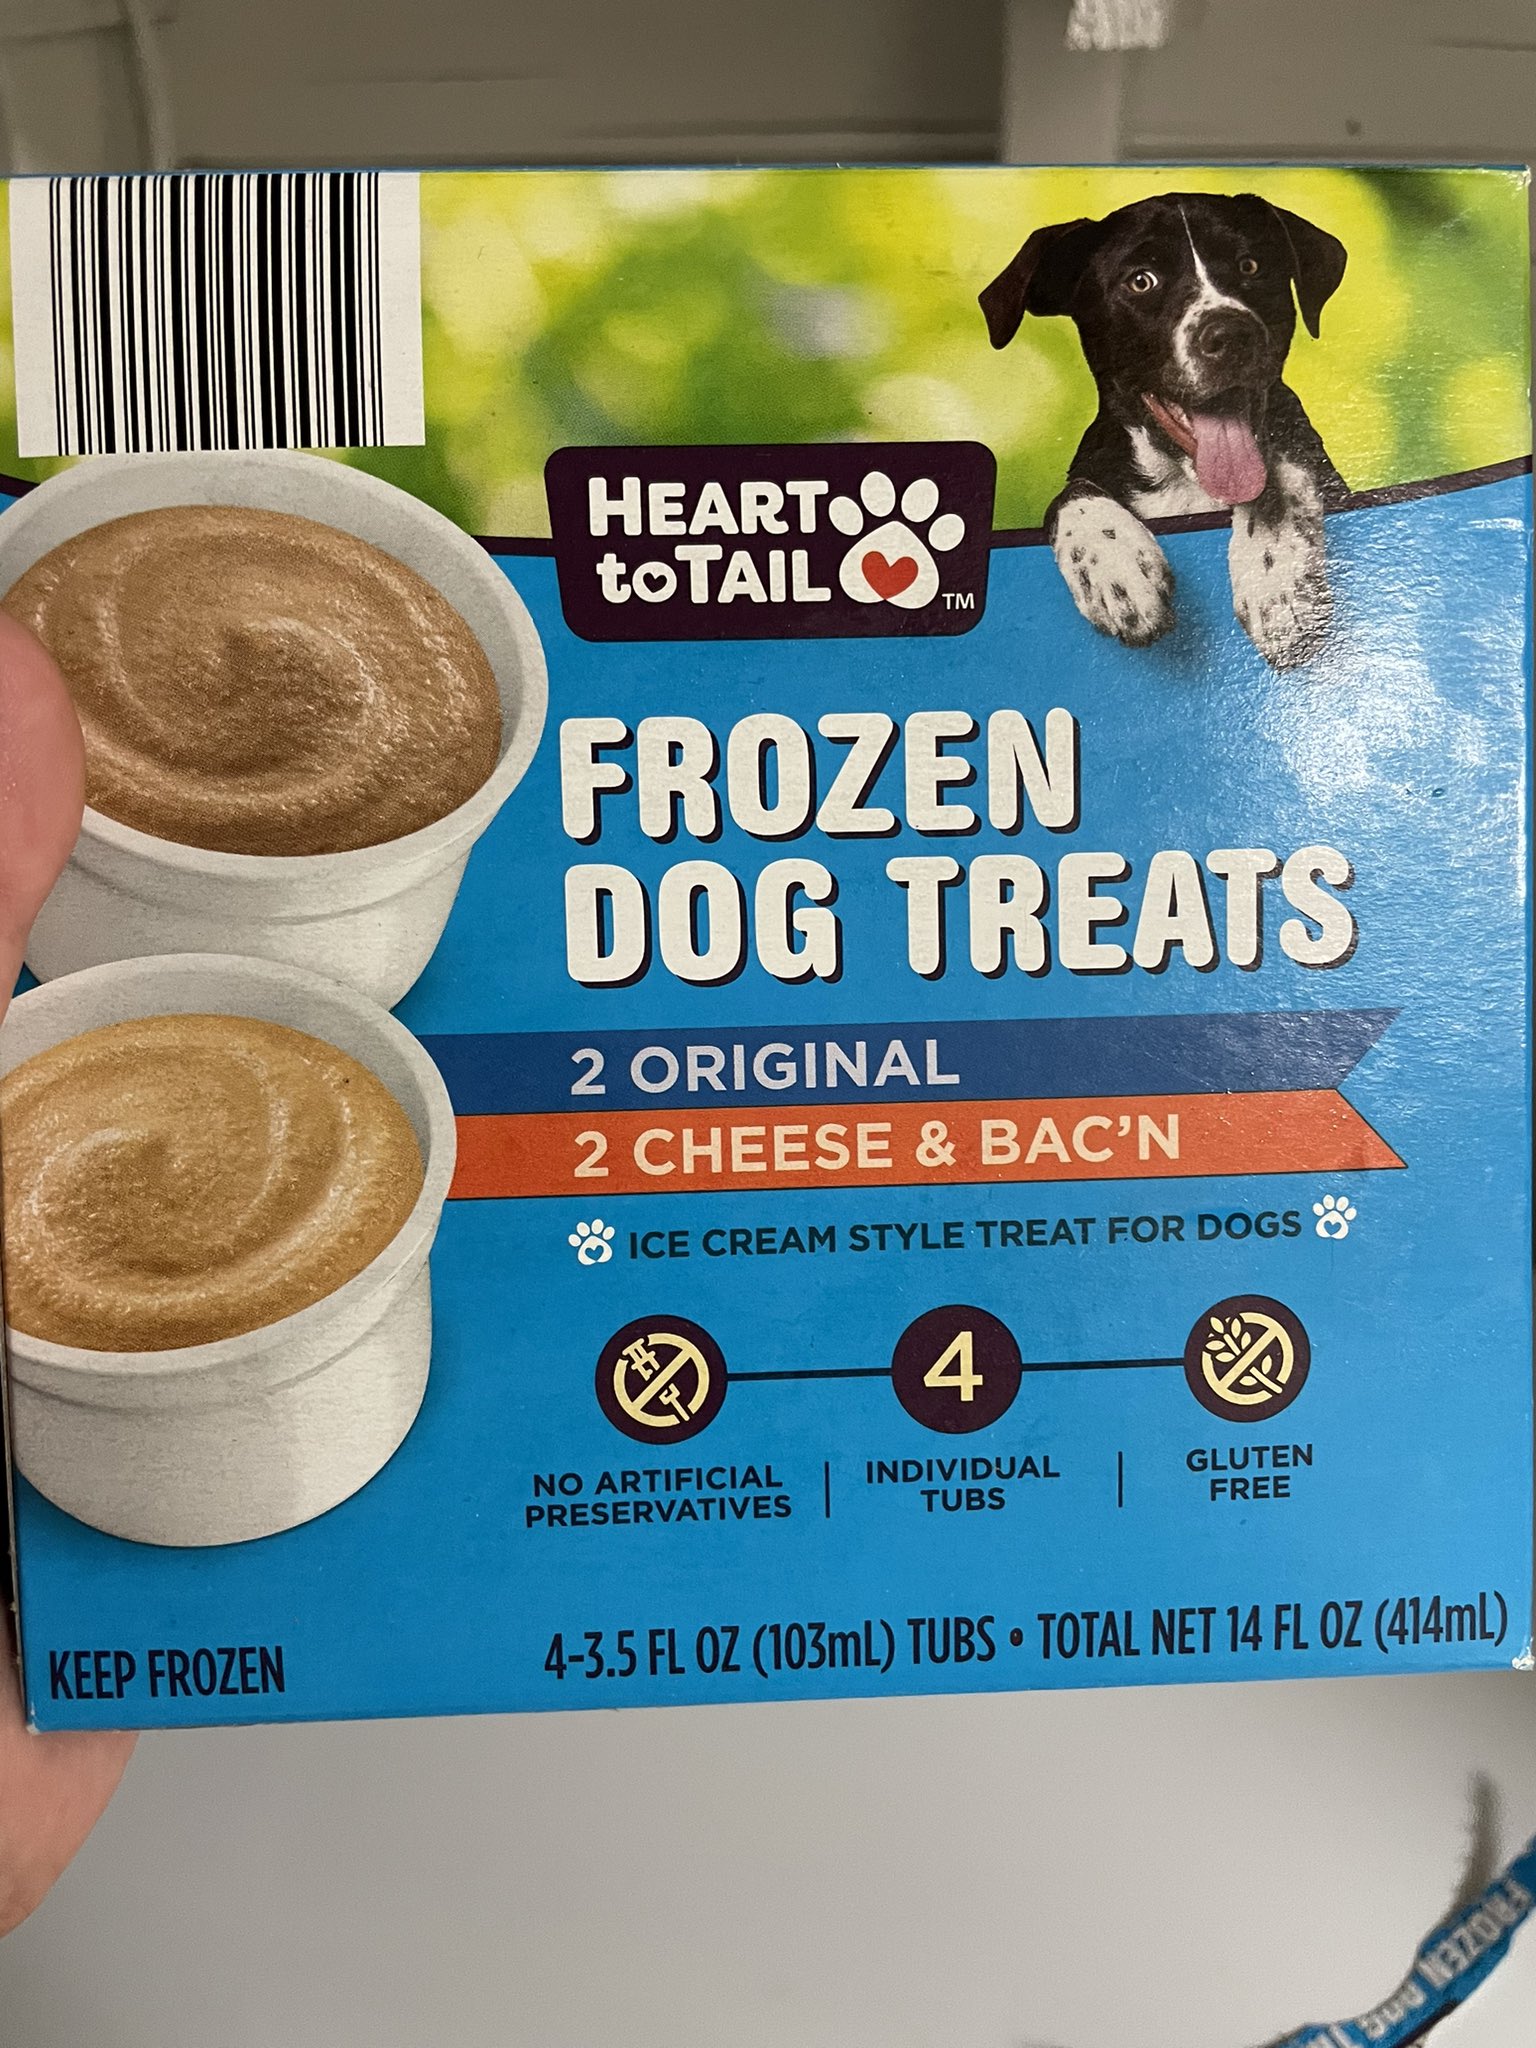 HEART
to TAIL
TM
FROZEN
DOG TREATS
2 ORIGINAL
2 CHEESE & BAC'N
ICE CREAM STYLE TREAT FOR DOGS
4
NO ARTIFICIAL
PRESERVATIVES
INDIVIDUAL
TUBS
GLUTEN
FREE
KEEP FROZEN
4-3.5 FL OZ (103mL) TUBS • TOTAL NET 14 FL OZ (414mL)
FROZEN